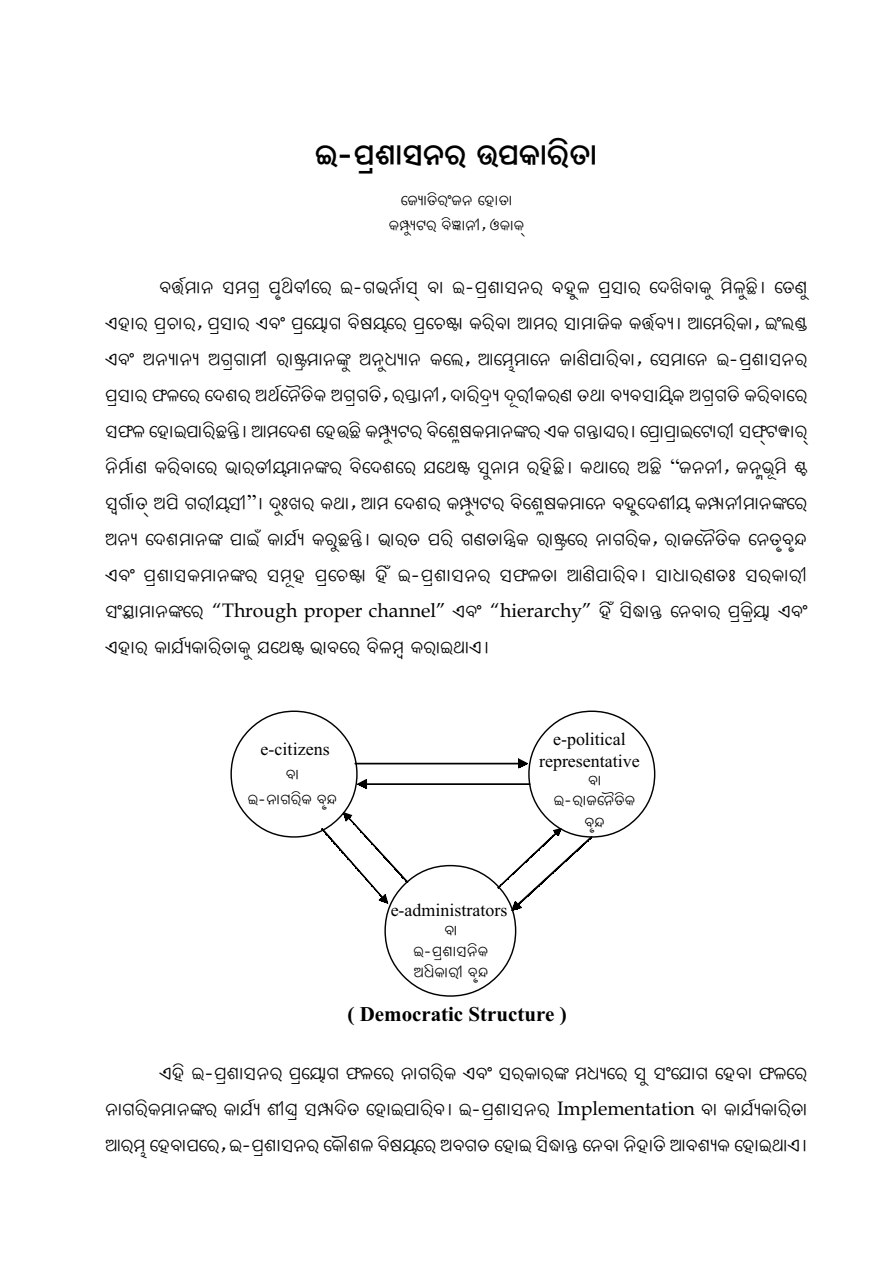 ଇ-ପ୍ରଶାସନର ଉପକାରିତା
ଜ୍ୟୋତିରଂଜନ ହୋତା
କମ୍ପ୍ୟୁଟର ବିଜ୍ଞାନୀ, ଓକାକ୍
ବର୍ତ୍ତମାନ ସମଗ୍ର ପୃଥିବୀରେ ଇ-ଗଭର୍ନାସ୍ ବା ଇ-ପ୍ରଶାସନର ବହୁଳ ପ୍ରସାର ଦେଖିବାକୁ ମିଳୁଛି। ତେଣୁ
ଏହାର ପ୍ରଚାର, ପ୍ରସାର ଏବଂ ପ୍ରୟୋଗ ବିଷୟରେ ପ୍ରଚେଷ୍ଟା କରିବା ଆମର ସାମାଜିକ କର୍ତ୍ତବ୍ୟ। ଆମେରିକା, ଇଂଲଣ୍ଡ
ଏବଂ ଅନ୍ୟାନ୍ୟ ଅଗ୍ରଗାମୀ ରାଷ୍ଟ୍ରମାନଙ୍କୁ ଅନୁଧ୍ୟାନ କଲେ, ଆମ୍ଭେମାନେ ଜାଣିପାରିବା, ସେମାନେ ଇ-ପ୍ରଶାସନର
ପ୍ରସାର ଫଳରେ ଦେଶର ଅର୍ଥନୈତିକ ଅଗ୍ରଗତି, ରପ୍ତାନୀ, ଦାରିଦ୍ର୍ୟ ଦୂରୀକରଣ ତଥା ବ୍ୟବସାୟିକ ଅଗ୍ରଗତି କରିବାରେ
ସଫଳ ହୋଇପାରିଛନ୍ତି। ଆମଦେଶ ହେଉଛି କମ୍ପ୍ୟୁଟର ବିଶ୍ଳେଷକମାନଙ୍କର ଏକ ଗନ୍ତାଘର। ପ୍ରୋପ୍ରାଇଟୋରୀ ସଫ୍ଟୱାର୍
ନିର୍ମାଣ କରିବାରେ ଭାରତୀୟମାନଙ୍କର ବିଦେଶରେ ଯଥେଷ୍ଟ ସୁନାମ ରହିଛି। କଥାରେ ଅଛି “ଜନନୀ, ଜନ୍ମଭୂମି ଷ୍ଟ
ସ୍ୱର୍ଗାତ୍ ଅପି ଗରୀୟସୀ”। ଦୁଃଖର କଥା, ଆମ ଦେଶର କମ୍ପ୍ୟୁଟର ବିଶ୍ଳେଷକମାନେ ବହୁଦେଶୀୟ କମ୍ପାନୀମାନଙ୍କରେ
ଅନ୍ୟ ଦେଶମାନଙ୍କ ପାଇଁ କାର୍ଯ୍ୟ କରୁଛନ୍ତି। ଭାରତ ପରି ଗଣତାନ୍ତ୍ରିକ ରାଷ୍ଟ୍ରରେ ନାଗରିକ, ରାଜନୈତିକ ନେତୃବୃନ୍ଦ
ଏବଂ ପ୍ରଶାସକମାନଙ୍କର ସମୂହ ପ୍ରଚେଷ୍ଟା ହିଁ ଇ-ପ୍ରଶାସନର ସଫଳତା ଆଣିପାରିବ। ସାଧାରଣତଃ ସରକାରୀ
ସଂସ୍ଥାମାନଙ୍କରେ “Through proper channel” ଏବଂ “hierarchy” ହିଁ ସିଦ୍ଧାନ୍ତ ନେବାର ପ୍ରକ୍ରିୟା ଏବଂ
ଏହାର କାର୍ଯ୍ୟକାରିତାକୁ ଯଥେଷ୍ଟ ଭାବରେ ବିଳମ୍ବ କରାଇଥାଏ।
e-citizens
ବା
ଇ-ନାଗରିକ ବୃନ୍ଦ
e-political
representative
ବା
ଇ-ରାଜନୈତିକ
ବୃନ୍ଦ
e-administrators
ବା
ଇ-ପ୍ରଶାସନିକ
ଅଧିକାରୀ ବୃନ୍ଦ
( Democratic Structure )
ଏହି ଇ-ପ୍ରଶାସନର ପ୍ରୟୋଗ ଫଳରେ ନାଗରିକ ଏବଂ ସରକାରଙ୍କ ମଧ୍ୟରେ ସୁ ସଂଯୋଗ ହେବା ଫଳରେ
ନାଗରିକମାନଙ୍କର କାର୍ଯ୍ୟ ଶୀଘ୍ର ସମ୍ପାଦିତ ହୋଇପାରିବ। ଇ-ପ୍ରଶାସନର Implementation ବା କାର୍ଯ୍ୟକାରିତା
ଆରମ୍ଭ ହେବାପରେ, ଇ-ପ୍ରଶାସନର କୌଶଳ ବିଷୟରେ ଅବଗତ ହୋଇ ସିଦ୍ଧାନ୍ତ ନେବା ନିହାତି ଆବଶ୍ୟକ ହୋଇଥାଏ।